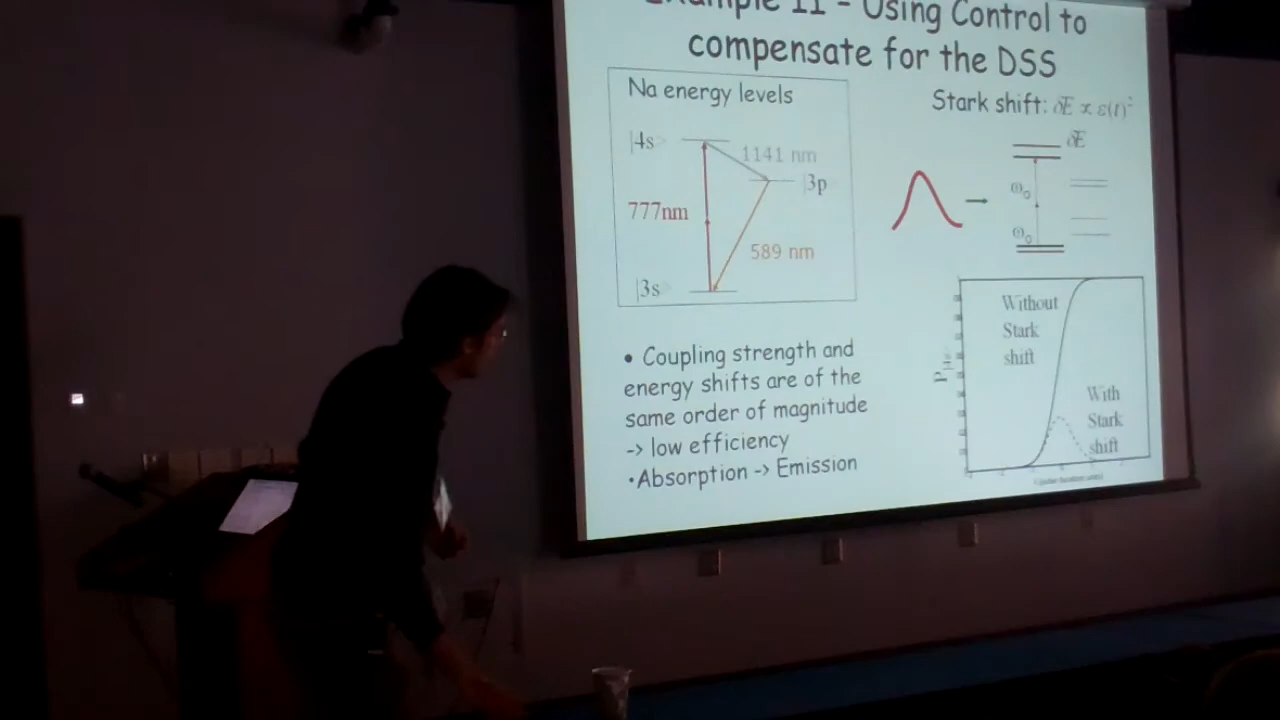 Example II - Using Control to
compensate for the DSS
Na energy levels
|4s>
1141 nm
|3p
777nm
589 nm
|3s>
Stark shift: δE ∝ ε(t)²
δE
ω₀
ω₀
Without
Stark
shift
With
Stark
shift
P
• Coupling strength and
energy shifts are of the
same order of magnitude
-> low efficiency
•Absorption -> Emission